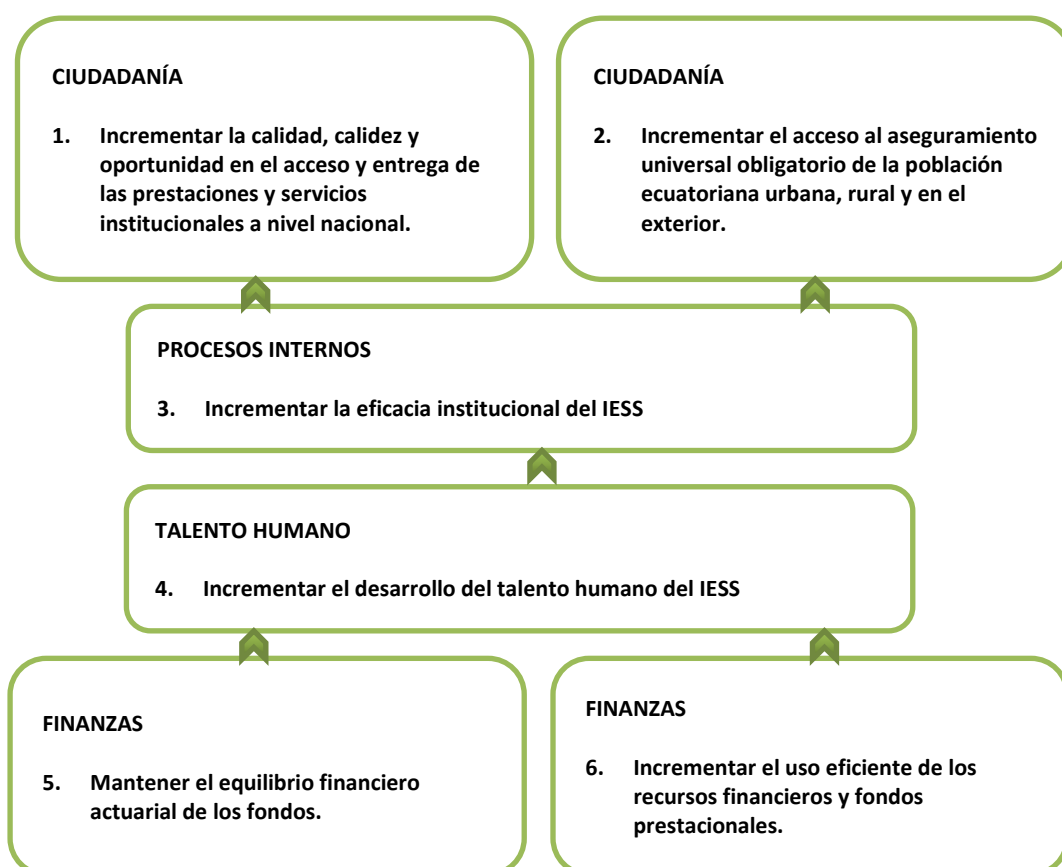 CIUDADANÍA
1. Incrementar la calidad, calidez y
oportunidad en el acceso y entrega de
las prestaciones y servicios
institucionales a nivel nacional.
CIUDADANÍA
2. Incrementar el acceso al aseguramiento
universal obligatorio de la población
ecuatoriana urbana, rural y en el
exterior.
PROCESOS INTERNOS
3. Incrementar la eficacia institucional del IESS
TALENTO HUMANO
4. Incrementar el desarrollo del talento humano del IESS
FINANZAS
5. Mantener el equilibrio financiero
actuarial de los fondos.
FINANZAS
6. Incrementar el uso eficiente de los
recursos financieros y fondos
prestacionales.